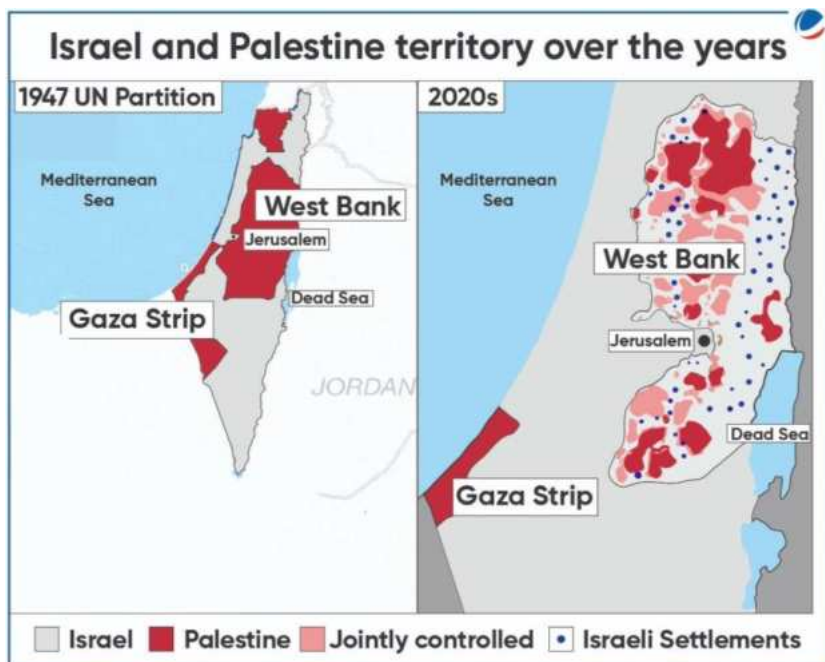 Israel and Palestine territory over the years
1947 UN Partition
Mediterranean
Sea
West Bank
Jerusalem
Dead Sea
Gaza Strip
JORDAN
2020s
Mediterranean
Sea
West Bank
Jerusalem
Dead Sea
Gaza Strip
Israel
Palestine
Jointly controlled
Israeli Settlements